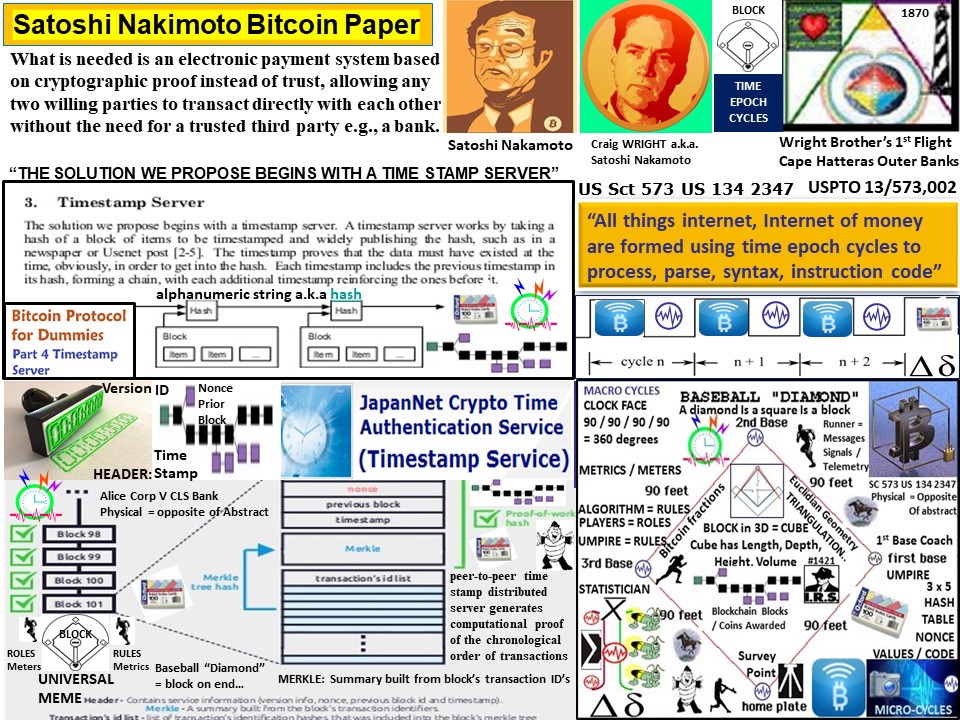 Satoshi Nakimoto Bitcoin Paper
What is needed is an electronic payment system based
on cryptographic proof instead of trust, allowing any
two willing parties to transact directly with each other
without the need for a trusted third party e.g., a bank.
Satoshi Nakamoto
Craig WRIGHT a.k.a.
Satoshi Nakamoto
BLOCK
TIME
EPOCH
CYCLES
1870
Wright Brother's 1st Flight
Cape Hatteras Outer Banks
"THE SOLUTION WE PROPOSE BEGINS WITH A TIME STAMP SERVER"
US Sct 573 US 134 2347 USPTO 13/573,002
3. Timestamp Server
The solution we propose begins with a timestamp server. A timestamp server works by taking a
hash of a block of items to be timestamped and widely publishing the hash, such as in a
newspaper or Usenet post [2-5]. The timestamp proves that the data must have existed at the
time, obviously, in order to get into the hash. Each timestamp includes the previous timestamp in
its hash, forming a chain, with each additional timestamp reinforcing the ones before it.
alphanumeric string a.k.a hash
Hash
Hash
Block
Item Item ...
Block
Item Item ...
Bitcoin Protocol
for Dummies
Part 4 Timestamp
Server
"All things internet, Internet of money
are formed using time epoch cycles to
process, parse, syntax, instruction code"
cycle n
n + 1
n + 2
Δ δ
Version ID
Nonce
Prior
Block
Time
Stamp
HEADER:
JapanNet Crypto Time
Authentication Service
(Timestamp Service)
Alice Corp V CLS Bank
Physical = opposite of Abstract
Block 98
Block 99
Block 100
Block 101
nonce
previous block
timestamp
Merkle
Merkle
tree hash
transaction's id list
Proof-of-work
hash
peer-to-peer time
stamp distributed
server generates
computational proof
of the chronological
order of transactions
ROLES
Meters
BLOCK
RULES
Metrics
UNIVERSAL
MEME
Baseball "Diamond"
= block on end...
MERKLE: Summary built from block's transaction ID's
Header - Contains service information (version info, nonce, previous block id and timestamp).
Merkle - A summary built from the block's transaction identifiers.
Transaction's id list - list of transaction's identification hashes that was included into the block's merkle tree
MACRO CYCLES
CLOCK FACE
90 / 90 / 90 / 90
= 360 degrees
BASEBALL "DIAMOND"
A diamond Is a square Is a block
2nd Base
Runner =
Messages
Signals /
Telemetry
METRICS / METERS
90 feet
90 feet
ALGORITHM = RULES
PLAYERS = ROLES
UMPIRE = RULES
Bitcoin fractions
Euclidian Geometry
TRIANGULATION..
BLOCK in 3D = CUBE
Cube has Length, Depth,
Height. Volume
SC 573 US 134 2347
Physical = Opposite
Of abstract
3rd Base
STATISTICIAN
#1421
I.R.S.
1st Base Coach
first base
UMPIRE
3 x 5
HASH
TABLE
NONCE
VALUES / CODE
Blockchain Blocks
/ Coins Awarded
90 feet
90 feet
Survey
Point
home plate
Δ δ
MICRO-CYCLES